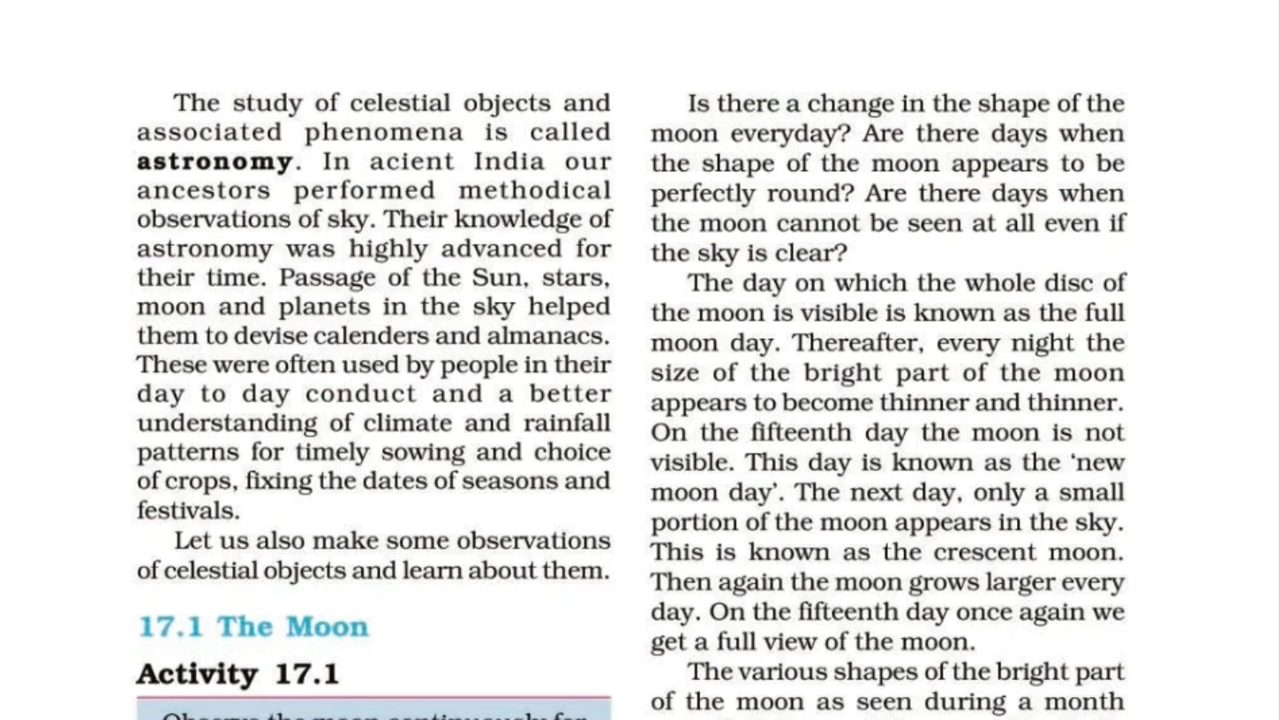 The study of celestial objects and
associated phenomena is called
astronomy. In acient India our
ancestors performed methodical
observations of sky. Their knowledge of
astronomy was highly advanced for
their time. Passage of the Sun, stars,
moon and planets in the sky helped
them to devise calenders and almanacs.
These were often used by people in their
day to day conduct and a better
understanding of climate and rainfall
patterns for timely sowing and choice
of crops, fixing the dates of seasons and
festivals.
Let us also make some observations
of celestial objects and learn about them.
17.1 The Moon
Activity 17.1
Observe the moon continuously for
Is there a change in the shape of the
moon everyday? Are there days when
the shape of the moon appears to be
perfectly round? Are there days when
the moon cannot be seen at all even if
the sky is clear?
The day on which the whole disc of
the moon is visible is known as the full
moon day. Thereafter, every night the
size of the bright part of the moon
appears to become thinner and thinner.
On the fifteenth day the moon is not
visible. This day is known as the ‘new
moon day’. The next day, only a small
portion of the moon appears in the sky.
This is known as the crescent moon.
Then again the moon grows larger every
day. On the fifteenth day once again we
get a full view of the moon.
The various shapes of the bright part
of the moon as seen during a month